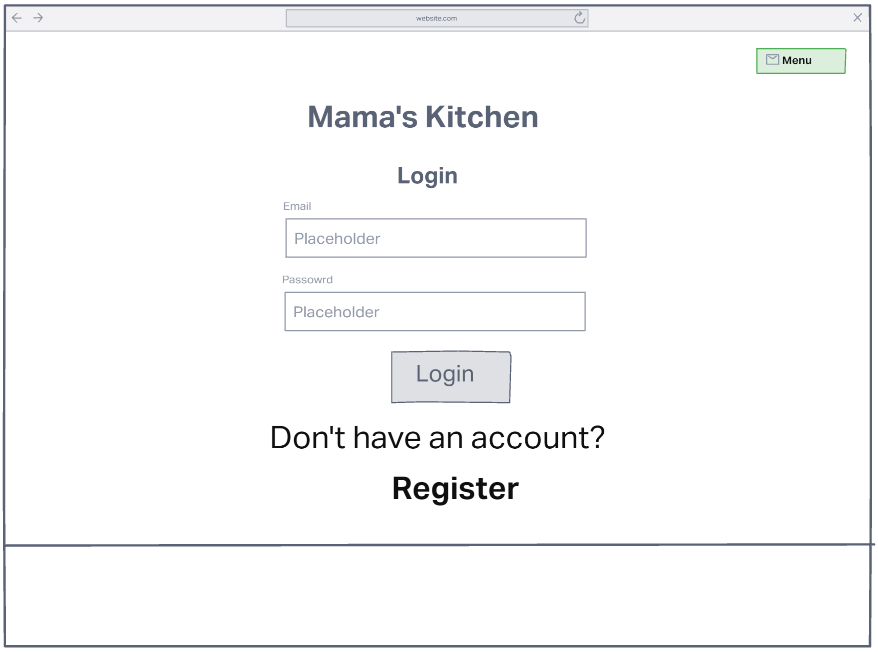 website.com
Menu
Mama's Kitchen
Login
Email
Placeholder
Passowrd
Placeholder
Login
Don't have an account?
Register